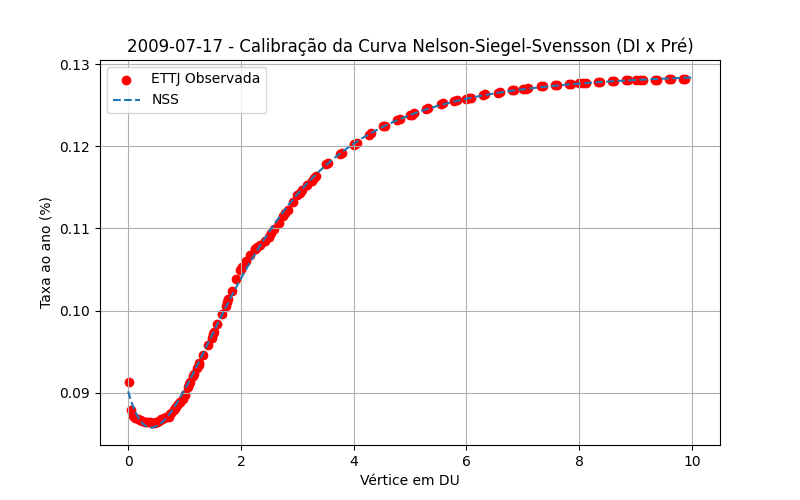 2009-07-17 - Calibração da Curva Nelson-Siegel-Svensson (DI x Pré)
ETTJ Observada
NSS
Taxa ao ano (%)
0.13
0.12
0.11
0.10
0.09
0 2 4 6 8 10
Vértice em DU